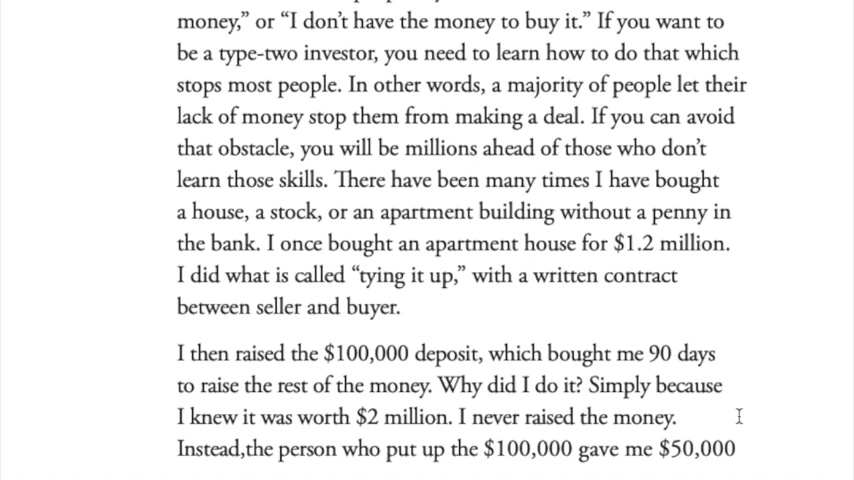 money,” or “I don’t have the money to buy it.” If you want to
be a type-two investor, you need to learn how to do that which
stops most people. In other words, a majority of people let their
lack of money stop them from making a deal. If you can avoid
that obstacle, you will be millions ahead of those who don’t
learn those skills. There have been many times I have bought
a house, a stock, or an apartment building without a penny in
the bank. I once bought an apartment house for $1.2 million.
I did what is called “tying it up,” with a written contract
between seller and buyer.
I then raised the $100,000 deposit, which bought me 90 days
to raise the rest of the money. Why did I do it? Simply because
I knew it was worth $2 million. I never raised the money.
Instead,the person who put up the $100,000 gave me $50,000